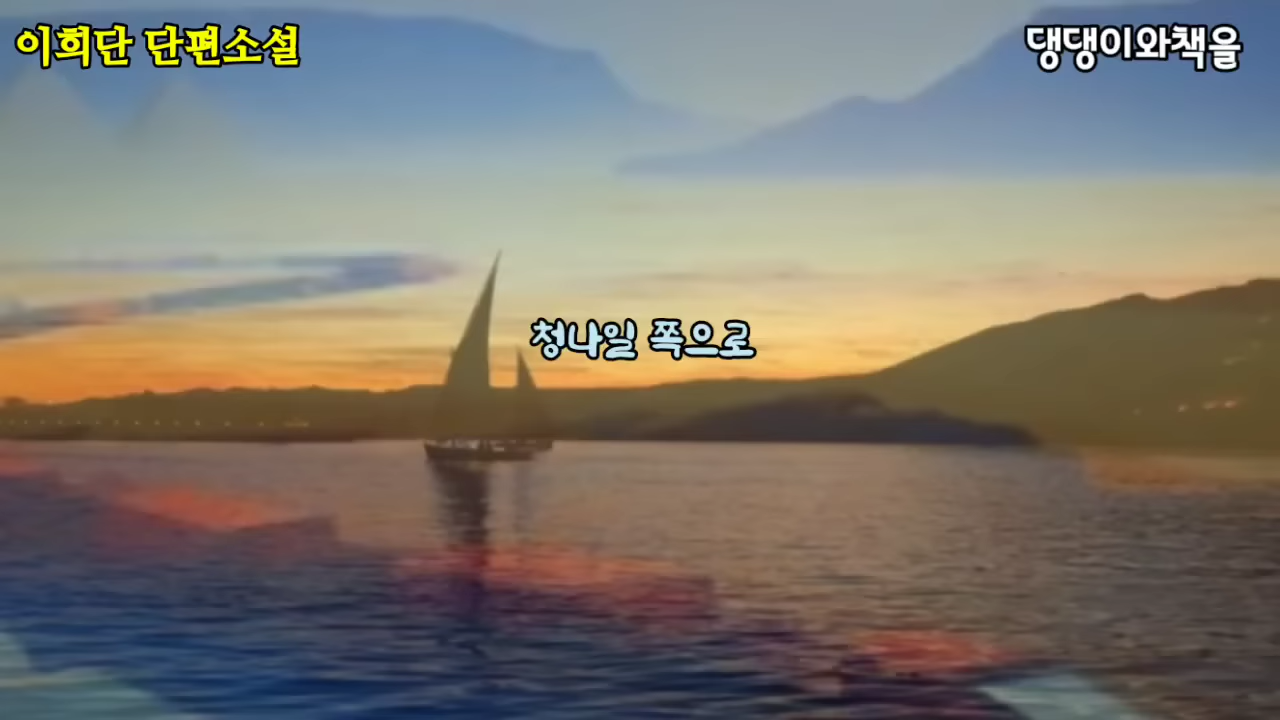 이희단 단편소설
댕댕이와책을
청나일 쪽으로